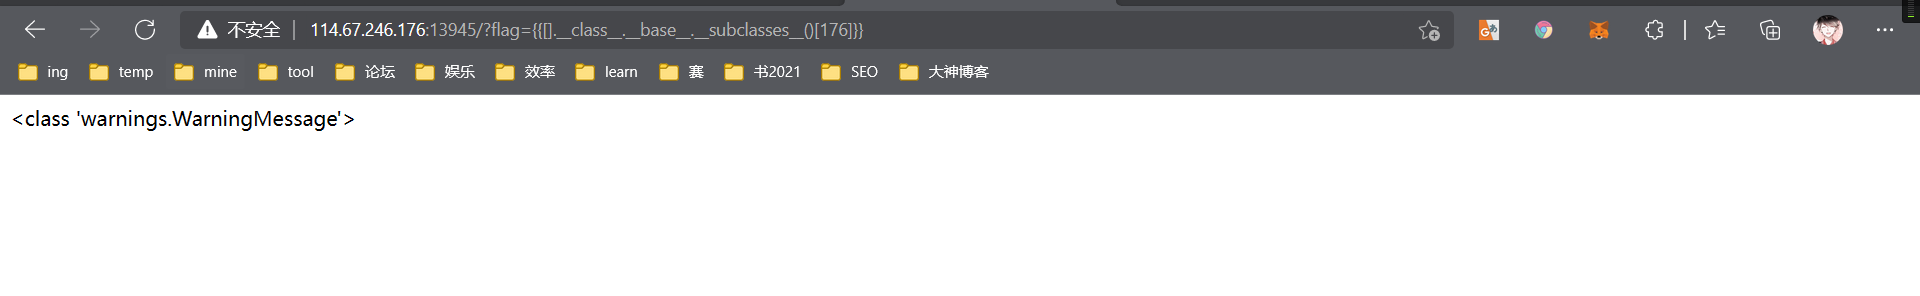 不安全 | 114.67.246.176:13945/?flag={{[].__class__.__base__.__subclasses__()[176]}}
ing temp mine tool 论坛 娱乐 效率 learn 赛 书2021 SEO 大神博客
<class 'warnings.WarningMessage'>